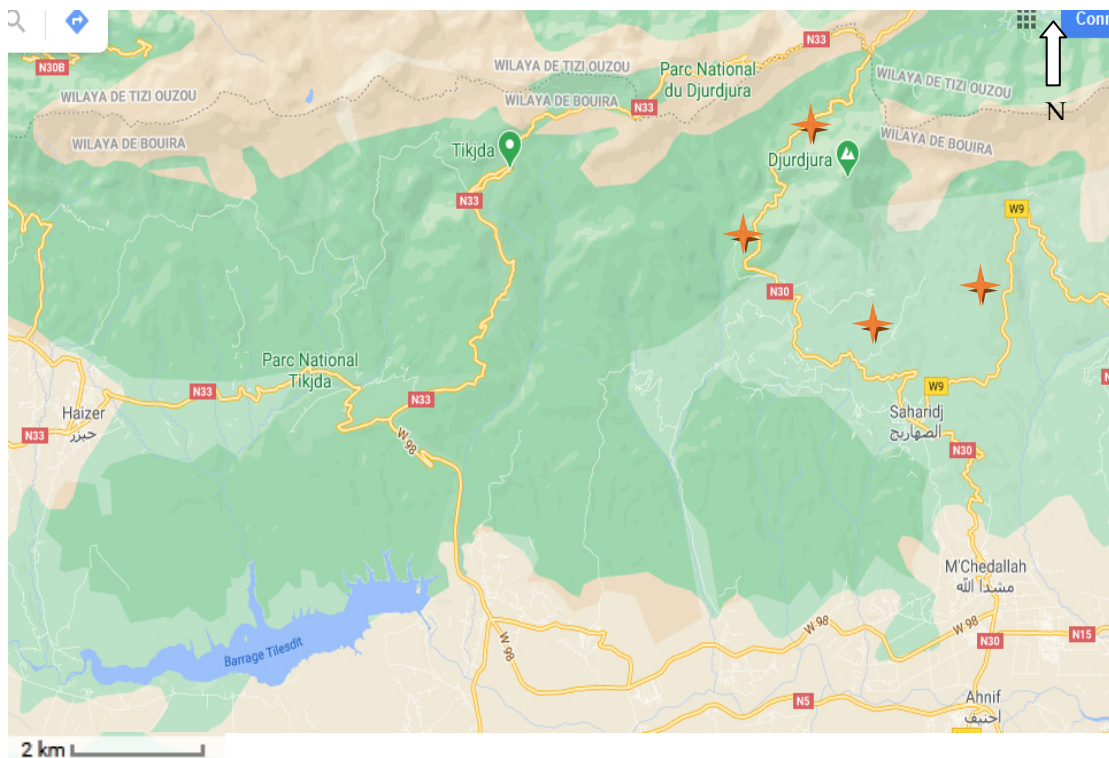 Conn
N
N33
N30B
WILAYA DE TIZI OUZOU
WILAYA DE TIZI OUZOU
Parc National
du Djurdjura
WILAYA DE TIZI OUZOU
WILAYA DE BOUIRA
N33
WILAYA DE BOUIRA
WILAYA DE BOUIRA
Tikjda
Djurdjura
N33
W9
N30
Parc National
Tikjda
N33
N33
W9
Haizer
حيزر
N33
Saharidj
الصهاريج
W 98
N30
M'Chedallah
مشدا الله
W 98
W 98
W 98
N30
N15
Barrage Tilesdit
N5
Ahnif
احنيف
2 km